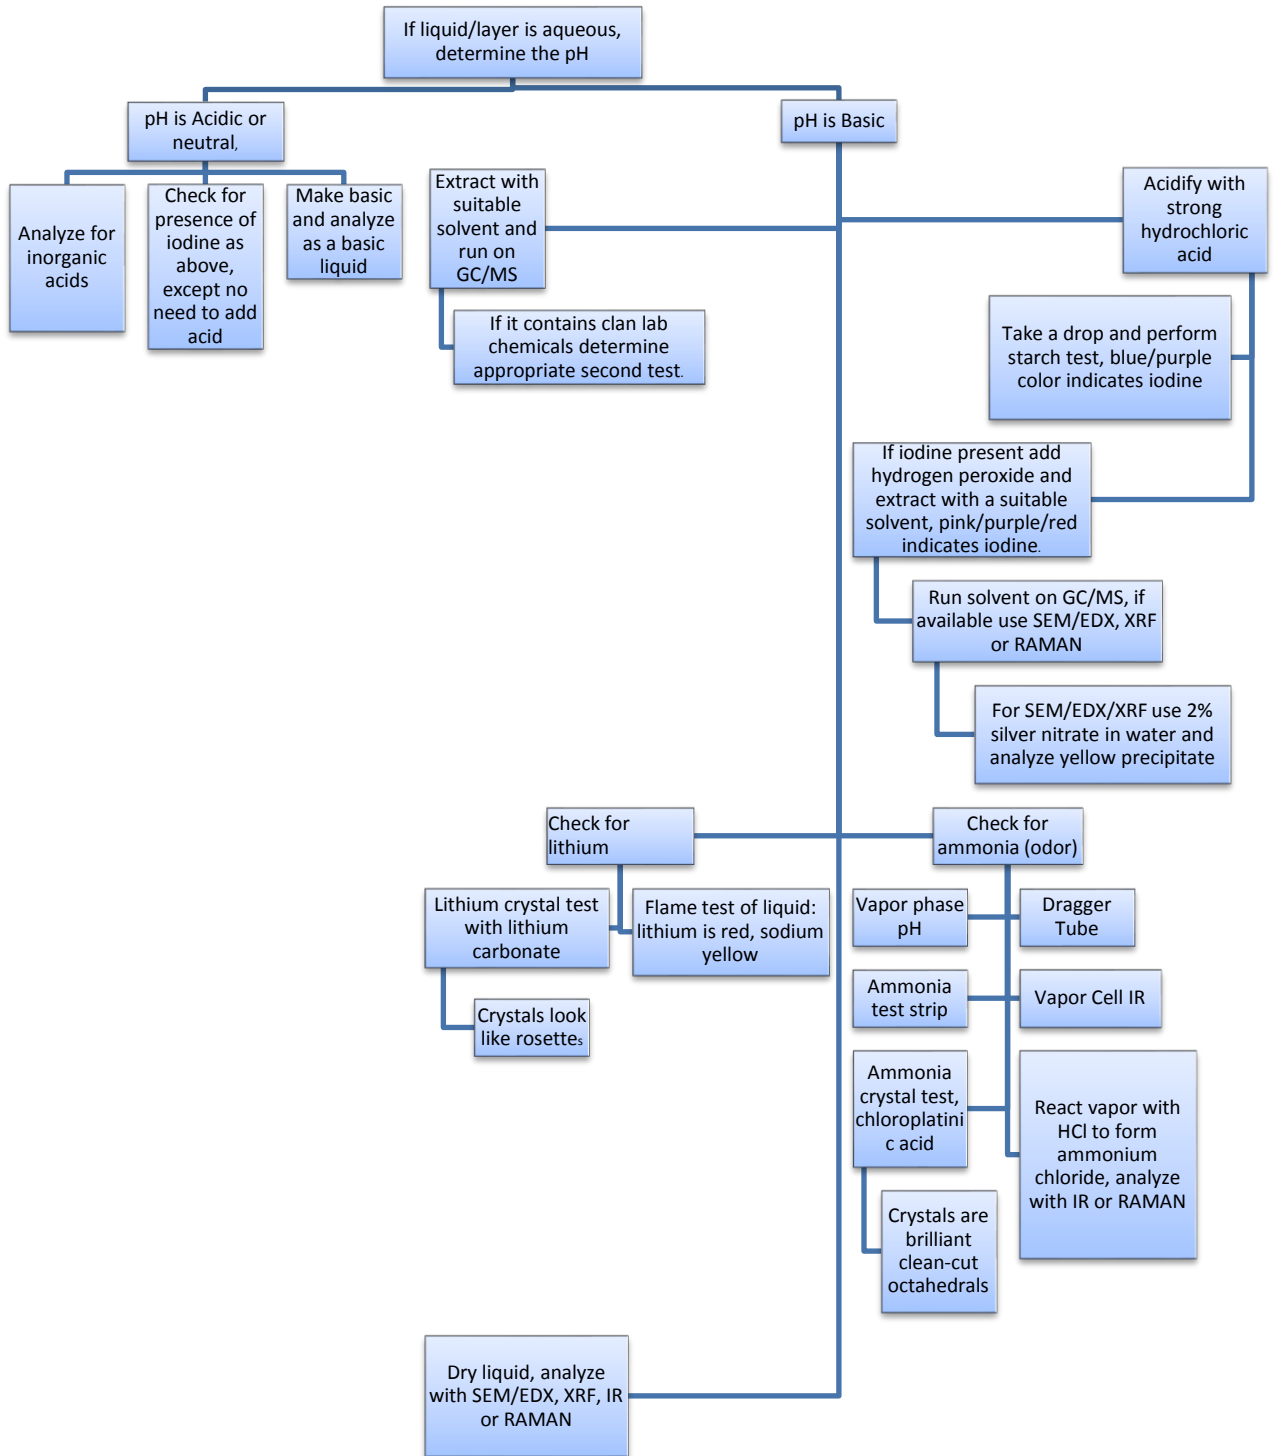 If liquid/layer is aqueous,
determine the pH
pH is Acidic or
neutral,
pH is Basic
Analyze for
inorganic
acids
Check for
presence of
iodine as
above,
except no
need to add
acid
Make basic
and analyze
as a basic
liquid
Extract with
suitable
solvent and
run on
GC/MS
If it contains clan lab
chemicals determine
appropriate second test.
Acidify with
strong
hydrochloric
acid
Take a drop and perform
starch test, blue/purple
color indicates iodine
If iodine present add
hydrogen peroxide and
extract with a suitable
solvent, pink/purple/red
indicates iodine.
Run solvent on GC/MS, if
available use SEM/EDX, XRF
or RAMAN
For SEM/EDX/XRF use 2%
silver nitrate in water and
analyze yellow precipitate
Check for
lithium
Lithium crystal test
with lithium
carbonate
Crystals look
like rosettes
Flame test of liquid:
lithium is red, sodium
yellow
Check for
ammonia (odor)
Vapor phase
pH
Dragger
Tube
Ammonia
test strip
Vapor Cell IR
Ammonia
crystal test,
chloroplatini
c acid
Crystals are
brilliant
clean-cut
octahedrals
React vapor with
HCl to form
ammonium
chloride, analyze
with IR or RAMAN
Dry liquid, analyze
with SEM/EDX, XRF, IR
or RAMAN